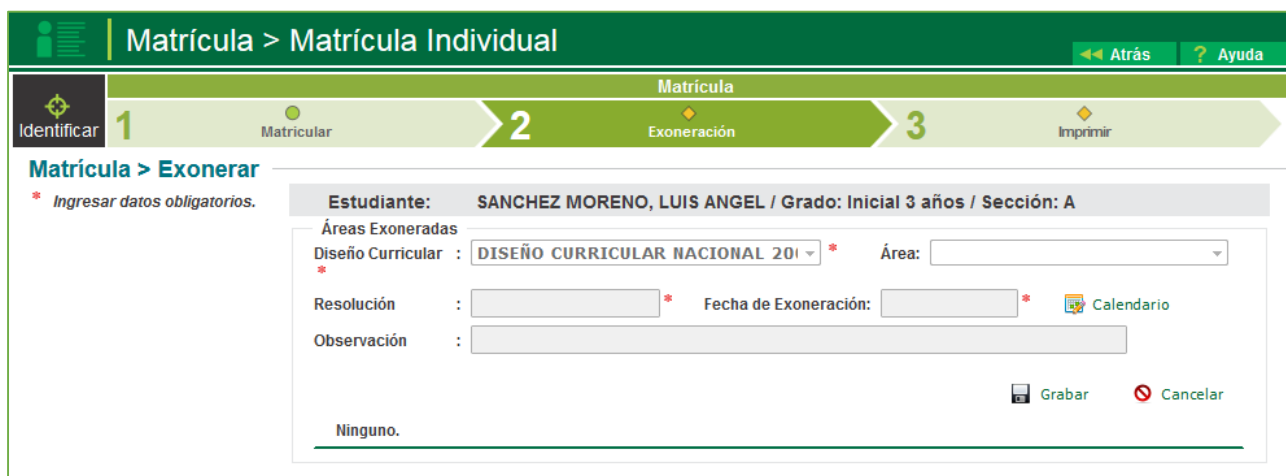 Matrícula > Matrícula Individual
Atrás ? Ayuda
Matrícula
Identificar 1 Matricular 2 Exoneración 3 Imprimir
Matrícula > Exonerar
* Ingresar datos obligatorios.
Estudiante: SANCHEZ MORENO, LUIS ANGEL / Grado: Inicial 3 años / Sección: A
Áreas Exoneradas
Diseño Curricular : DISEÑO CURRICULAR NACIONAL 20 * Área:
*
Resolución : * Fecha de Exoneración: * Calendario
Observación :
Grabar Cancelar
Ninguno.